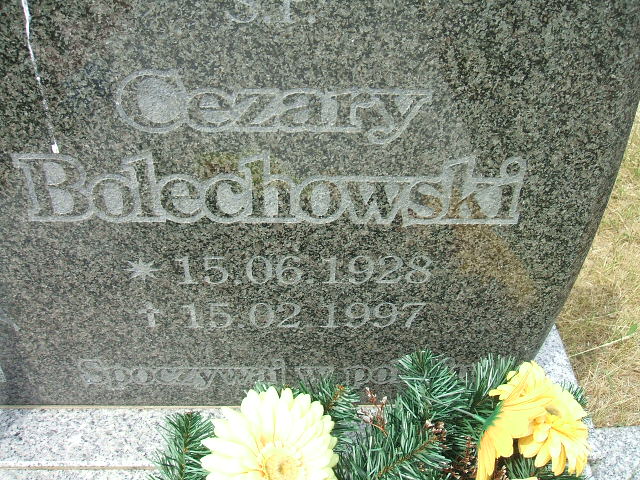 Ś.P.
Cezary
Bolechowski
* 15.06.1928
† 15.02.1997
Spoczywaj w